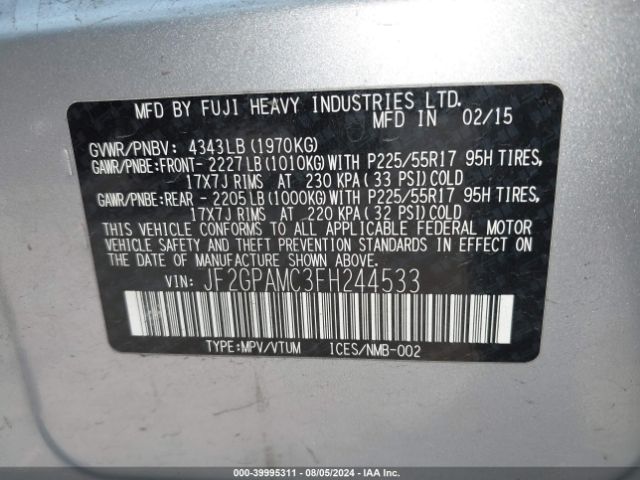 MFD BY FUJI HEAVY INDUSTRIES LTD.
MFD IN 02/15
GVWR/PNBV: 4343LB (1970KG)
GAWR/PNBE:FRONT- 2227LB(1010KG)WITH P225/55R17 95H TIRES,
17X7J RIMS AT 230 KPA(33 PSI)COLD
GAWR/PNBE:REAR - 2205LB(1000KG)WITH P225/55R17 95H TIRES,
17X7J RIMS AT 220 KPA(32 PSI)COLD
THIS VEHICLE CONFORMS TO ALL APPLICABLE FEDERAL MOTOR
VEHICLE SAFETY AND THEFT PREVENTION STANDARDS IN EFFECT ON
THE DATE OF MANUFACTURE SHOWN ABOVE.
VIN: JF2GPAMC3FH244533
TYPE:MPV/VTUM ICES/NMB-002
000-39995311 - 08/05/2024 - IAA Inc.